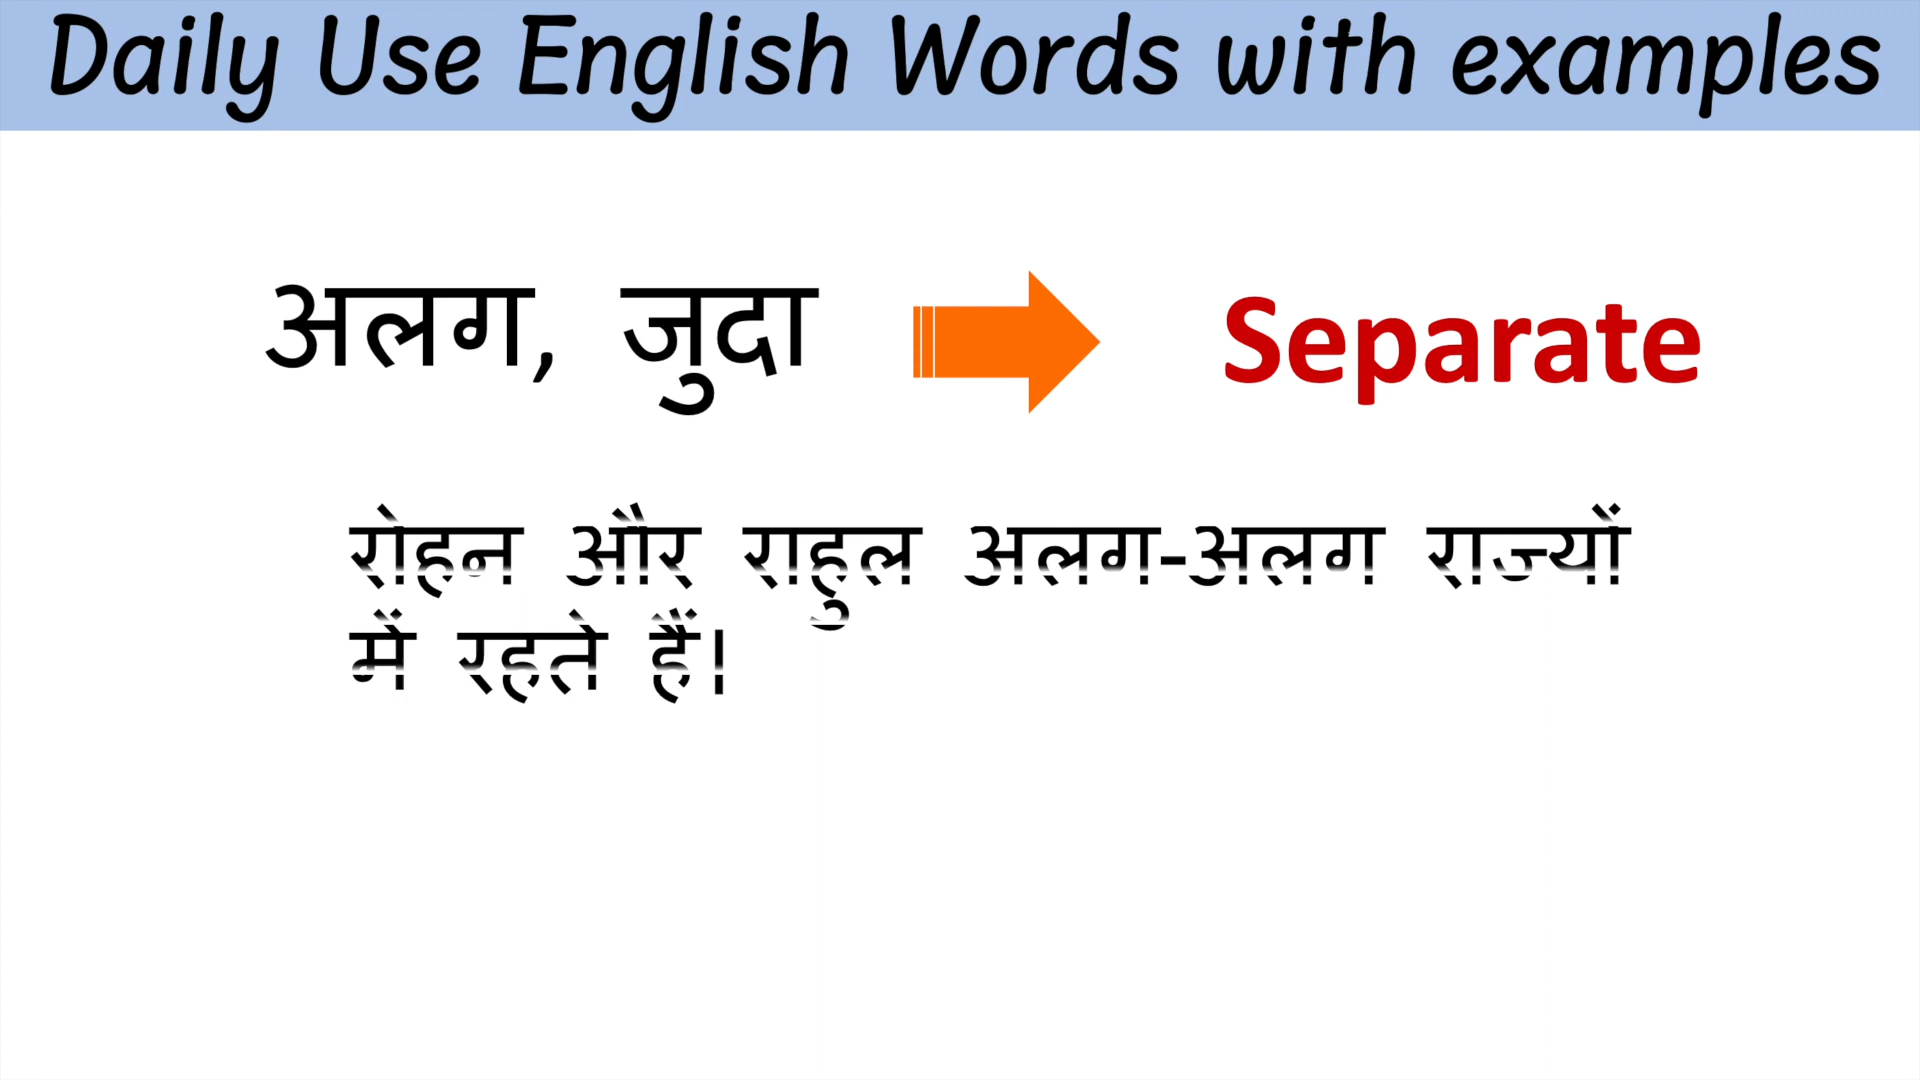 Daily Use English Words with examples
अलग, जुदा Separate
रोहन और राहुल अलग-अलग राज्यों
में रहते हैं।